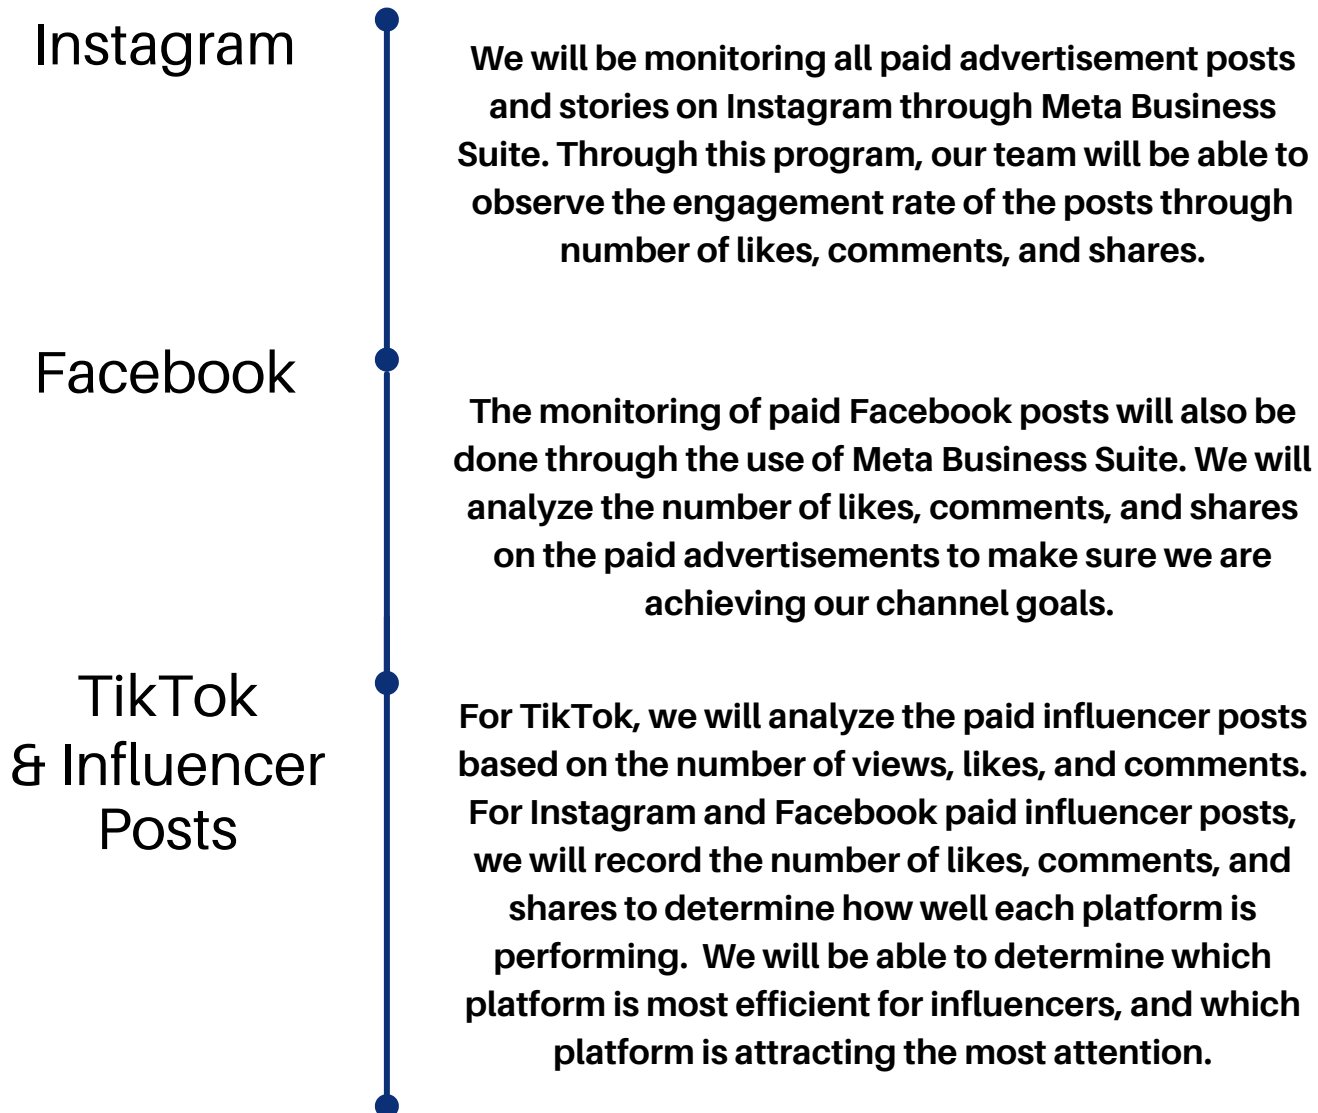 Instagram
We will be monitoring all paid advertisement posts
and stories on Instagram through Meta Business
Suite. Through this program, our team will be able to
observe the engagement rate of the posts through
number of likes, comments, and shares.
Facebook
The monitoring of paid Facebook posts will also be
done through the use of Meta Business Suite. We will
analyze the number of likes, comments, and shares
on the paid advertisements to make sure we are
achieving our channel goals.
TikTok
& Influencer
Posts
For TikTok, we will analyze the paid influencer posts
based on the number of views, likes, and comments.
For Instagram and Facebook paid influencer posts,
we will record the number of likes, comments, and
shares to determine how well each platform is
performing.  We will be able to determine which
platform is most efficient for influencers, and which
platform is attracting the most attention.